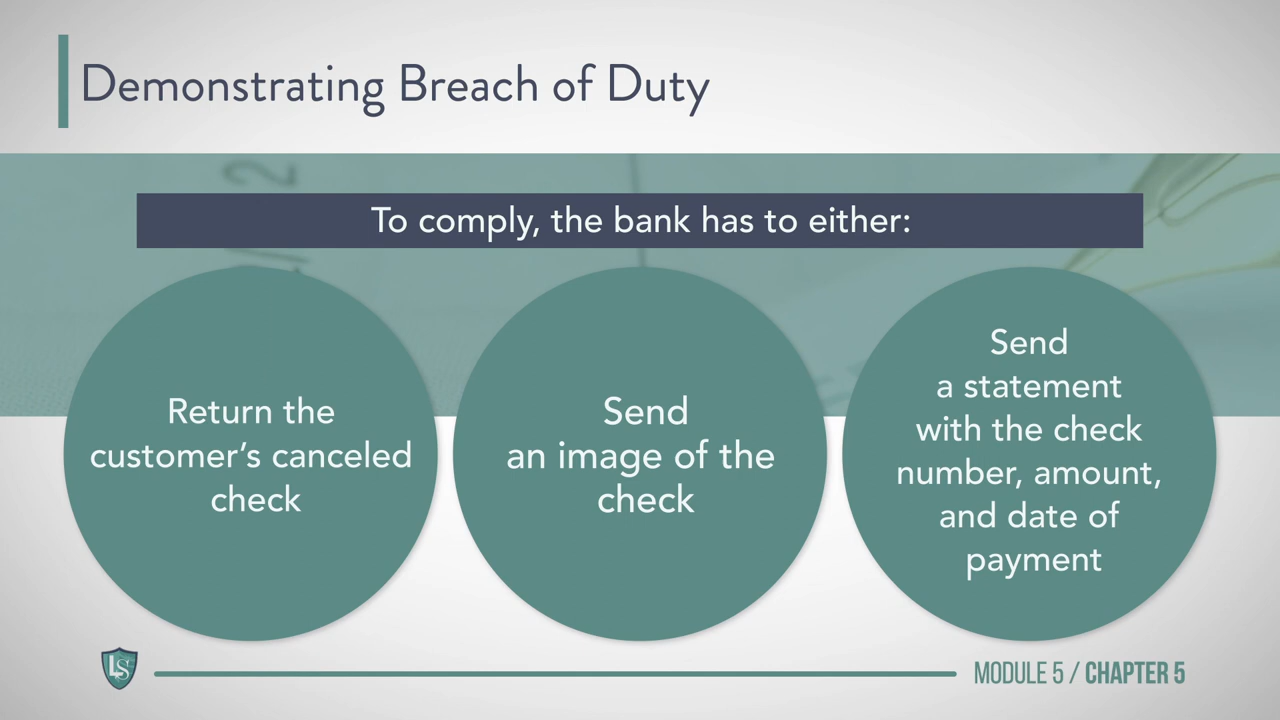 Demonstrating Breach of Duty
To comply, the bank has to either:
Return the
customer's canceled
check
Send
an image of the
check
Send
a statement
with the check
number, amount,
and date of
payment
LS
MODULE 5 / CHAPTER 5